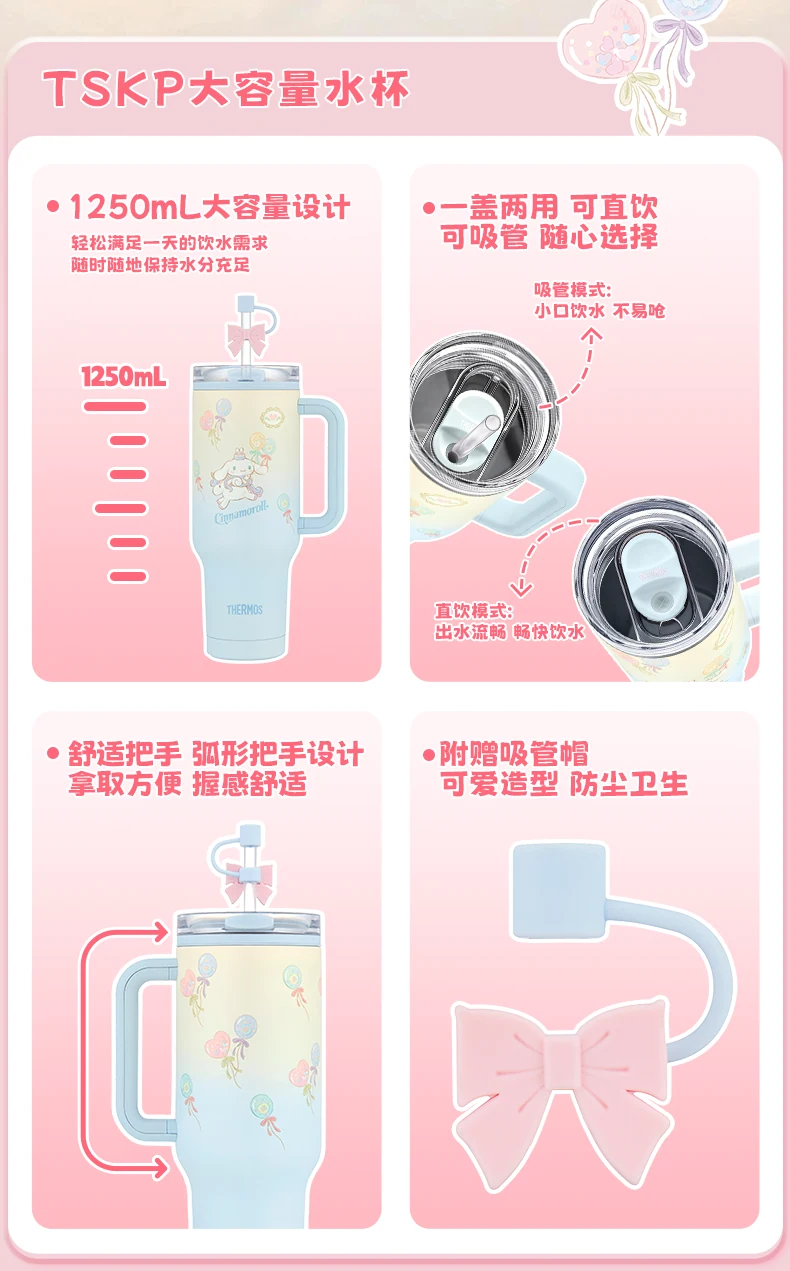 TSKP大容量水杯
1250mL大容量设计
轻松满足一天的饮水需求
随时随地保持水分充足
1250mL
Cinnamoroll
THERMOS
一盖两用 可直饮
可吸管 随心选择
吸管模式:
小口饮水 不易呛
直饮模式:
出水流畅 畅快饮水
舒适把手 弧形把手设计
拿取方便 握感舒适
附赠吸管帽
可爱造型 防尘卫生